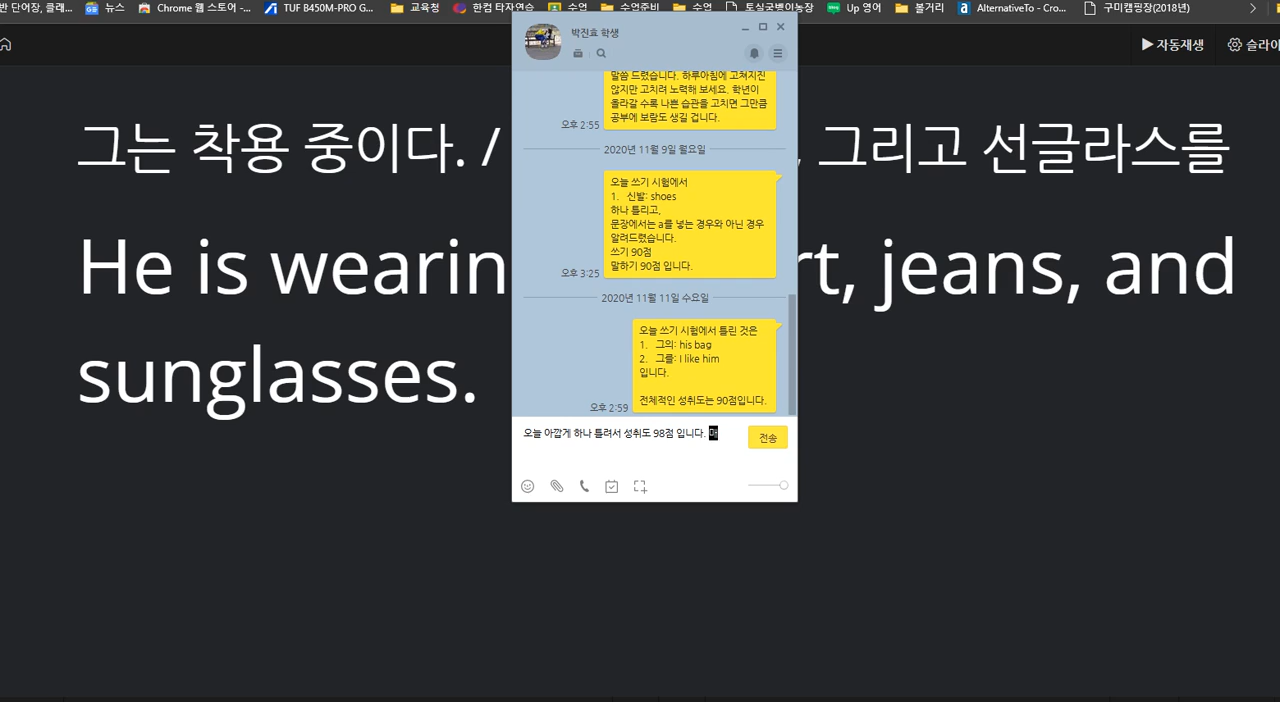 반 단어장, 클래... 뉴스 Chrome 웹 스토어 -... TUF B450M-PRO G... 교육청 한컴 타자연습 수업 수업준비 수업 토실굼벵이농장 Up 영어 볼거리 AlternativeTo - Cro... 구미캠핑장(2018년)
자동재생 슬라이
박진효 학생
말씀 드렸습니다. 하루아침에 고쳐지진
않지만 고치려 노력해 보세요. 학년이
올라갈 수록 나쁜 습관을 고치면 그만큼
공부에 보람도 생길 겁니다.
오후 2:55
2020년 11월 9일 월요일
오늘 쓰기 시험에서
1. 신발: shoes
하나 틀리고,
문장에서는 a를 넣는 경우와 아닌 경우
알려드렸습니다.
쓰기 90점
말하기 90점 입니다.
오후 3:25
2020년 11월 11일 수요일
오늘 쓰기 시험에서 틀린 것은
1. 그의: his bag
2. 그를: I like him
입니다.
전체적인 성취도는 90점입니다.
오후 2:59
오늘 아깝게 하나 틀려서 성취도 98점 입니다.
전송
그는 착용 중이다. / , 그리고 선글라스를
He is wearin rt, jeans, and
sunglasses.